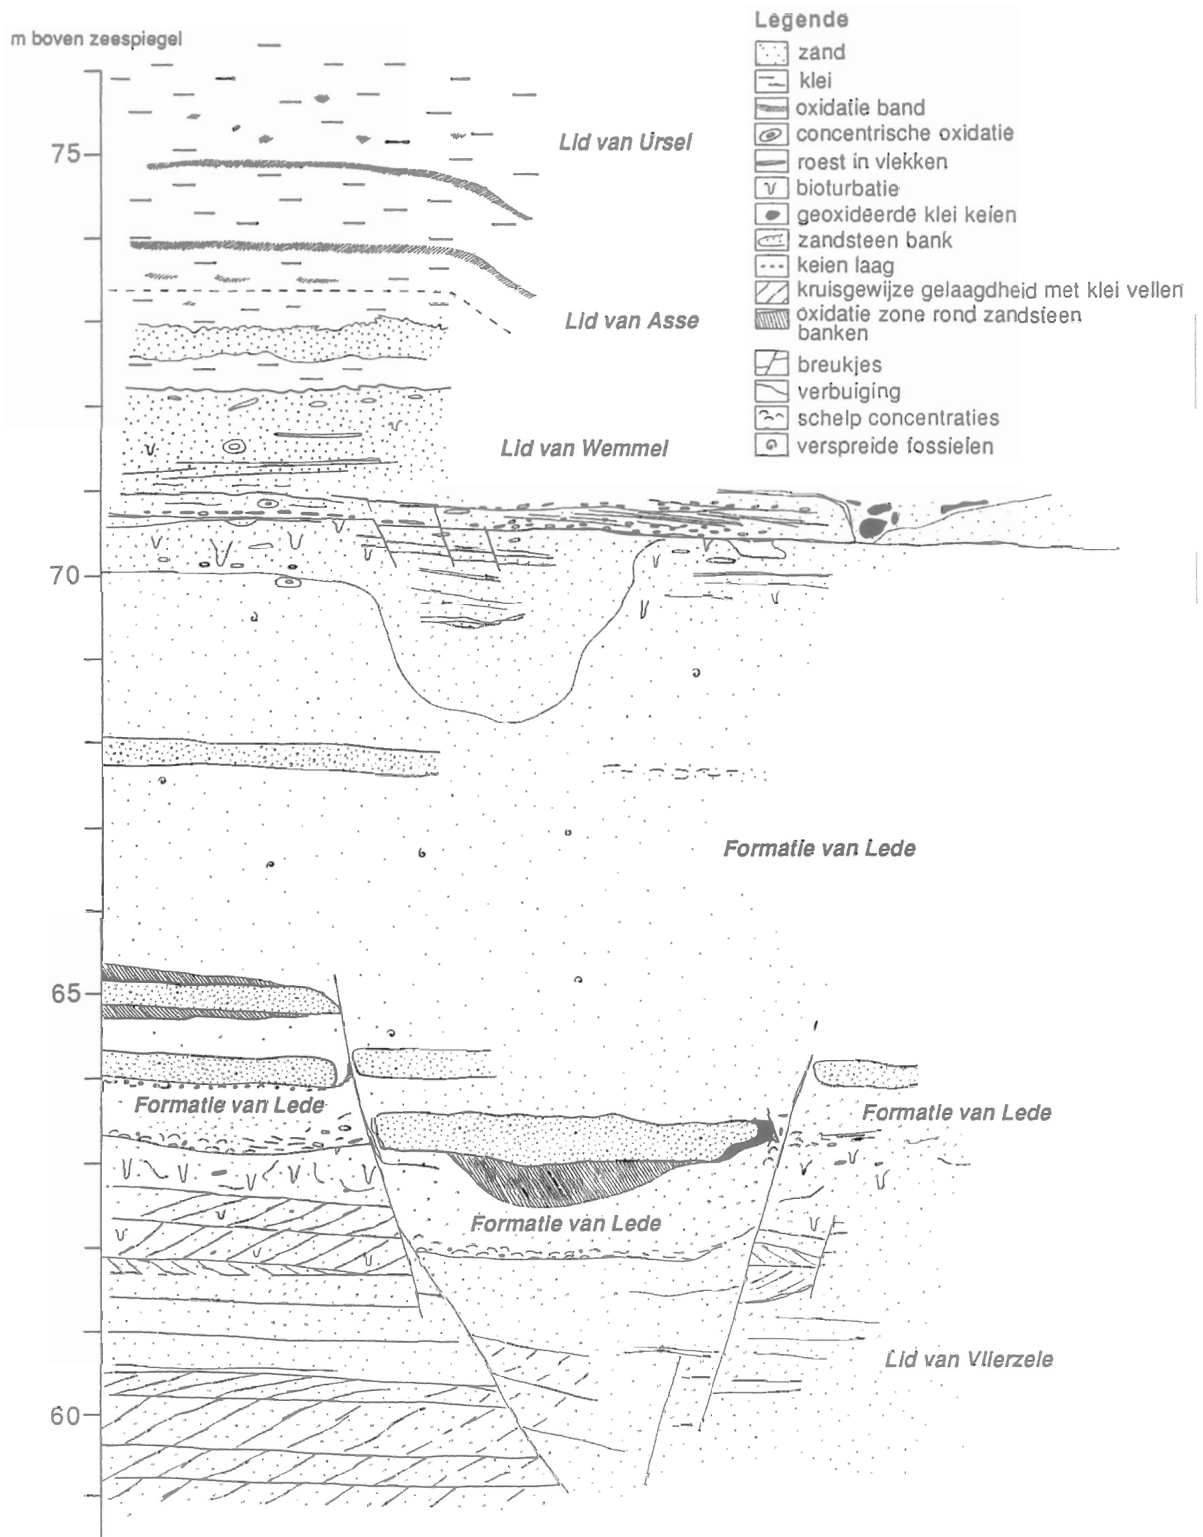 m boven zeespiegel
Legende
zand
klei
oxidatie band
concentrische oxidatie
roest in vlekken
bioturbatie
geoxideerde klei keien
zandsteen bank
keien laag
kruisgewijze gelaagdheid met klei vellen
oxidatie zone rond zandsteen
banken
breukjes
verbuiging
schelp concentraties
verspreide fossielen
75
Lid van Ursel
Lid van Asse
Lid van Wemmel
70
Formatie van Lede
65
Formatie van Lede
Formatie van Lede
Formatie van Lede
Lid van Vlierzele
60